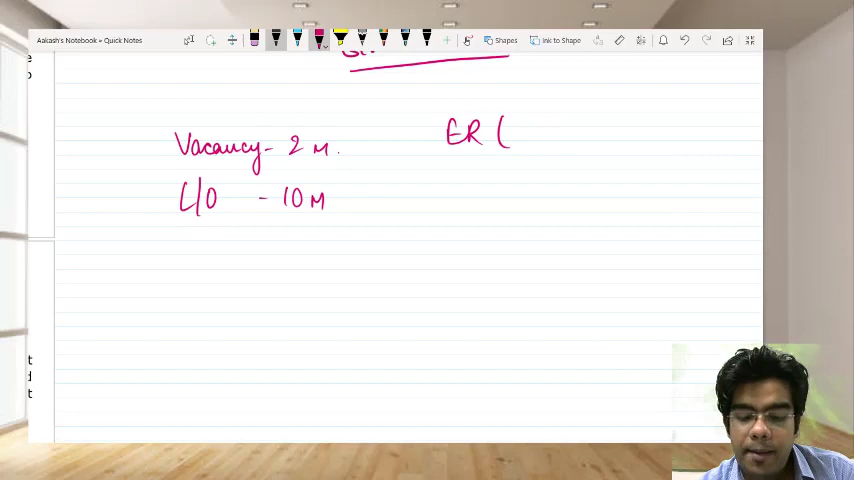 Aakash's Notebook » Quick Notes
Shapes
Ink to Shape
Vacancy - 2 M.
L/O - 10 M
ER (